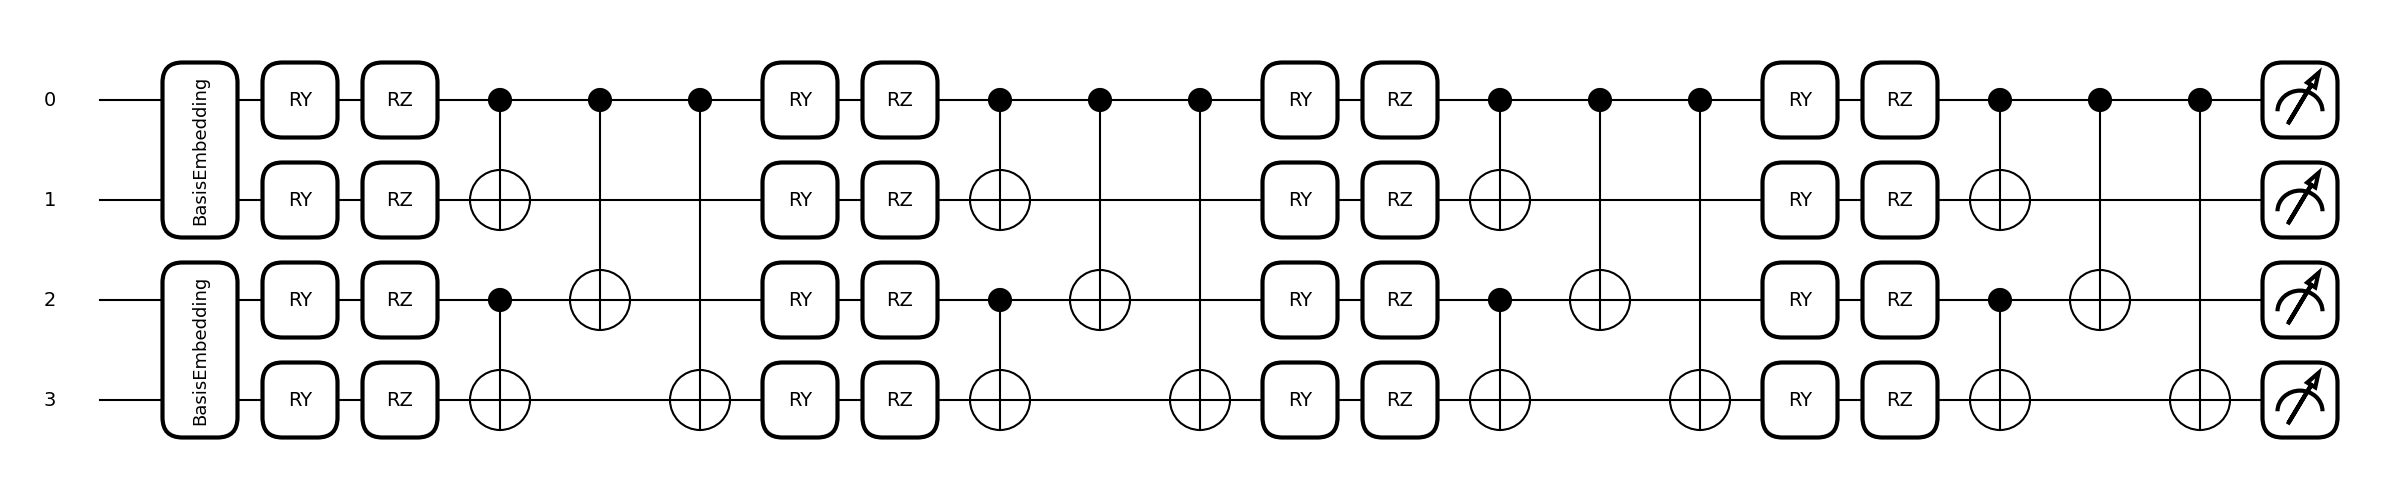 0 BasisEmbedding RY RZ RY RZ RY RZ RY RZ
1 RY RZ RY RZ RY RZ RY RZ
2 BasisEmbedding RY RZ RY RZ RY RZ RY RZ
3 RY RZ RY RZ RY RZ RY RZ